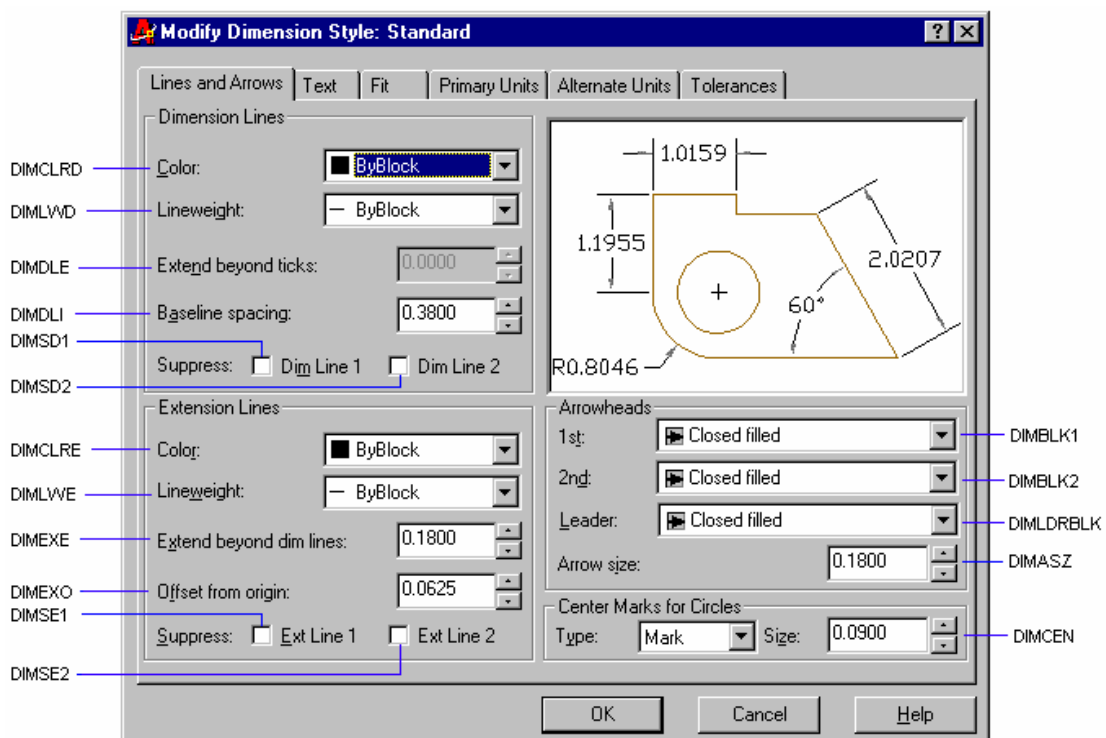 Modify Dimension Style: Standard
Lines and Arrows Text Fit Primary Units Alternate Units Tolerances
Dimension Lines
DIMCLRD Color: ByBlock
DIMLWD Lineweight: ByBlock
DIMDLE Extend beyond ticks: 0.0000
DIMDLI Baseline spacing: 0.3800
DIMSD1
Suppress: Dim Line 1 Dim Line 2
DIMSD2
1.0159
1.1955
2.0207
60°
R0.8046
Extension Lines
DIMCLRE Color: ByBlock
DIMLWE Lineweight: ByBlock
DIMEXE Extend beyond dim lines: 0.1800
DIMEXO Offset from origin: 0.0625
DIMSE1
Suppress: Ext Line 1 Ext Line 2
DIMSE2
Arrowheads
1st: Closed filled DIMBLK1
2nd: Closed filled DIMBLK2
Leader: Closed filled DIMLDRBLK
Arrow size: 0.1800 DIMASZ
Center Marks for Circles
Type: Mark Size: 0.0900 DIMCEN
OK Cancel Help